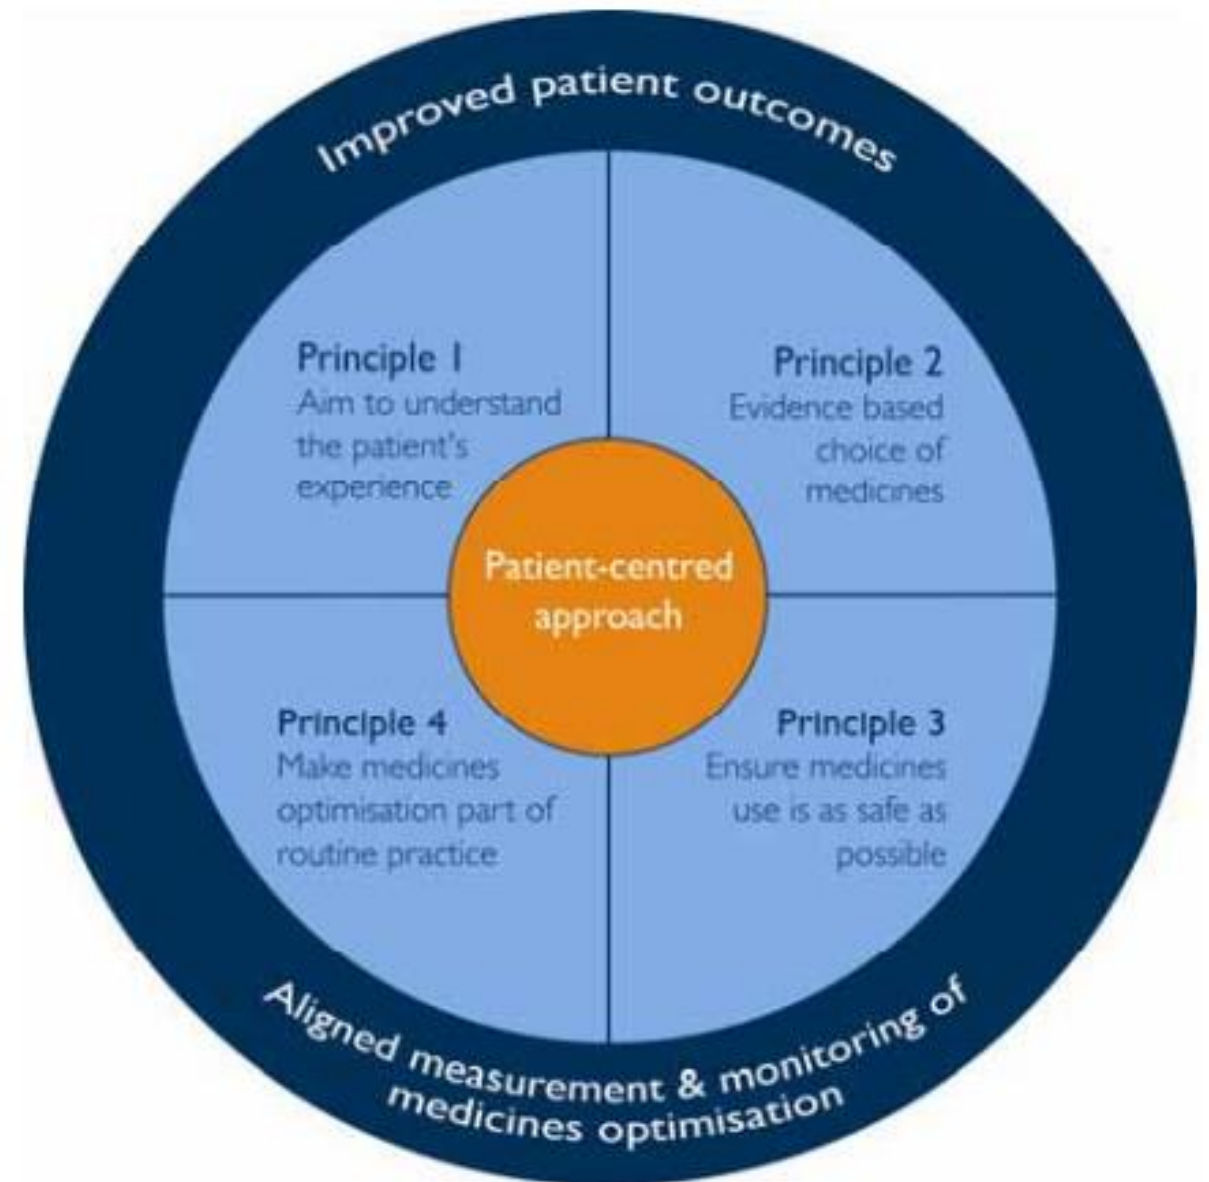 Improved patient outcomes
Principle 1
Aim to understand
the patient's
experience
Principle 2
Evidence based
choice of
medicines
Patient-centred
approach
Principle 4
Make medicines
optimisation part of
routine practice
Principle 3
Ensure medicines
use is as safe as
possible
Aligned measurement & monitoring of
medicines optimisation